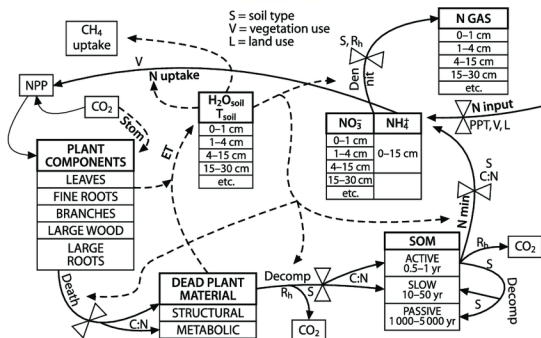 CH₄
uptake
S = soil type
V = vegetation use
L = land use
N GAS
0–1 cm
1–4 cm
4–15 cm
15–30 cm
etc.
S, Rₕ
Den
nit
V
N uptake
NPP
CO₂
Stom
H₂Osoil
Tsoil
0–1 cm
1–4 cm
4–15 cm
15–30 cm
etc.
ET
NO₃⁻
NH₄⁺
0–1 cm
1–4 cm
4–15 cm
15–30 cm
etc.
0–15 cm
N input
PPT, V, L
PLANT
COMPONENTS
LEAVES
FINE ROOTS
BRANCHES
LARGE WOOD
LARGE
ROOTS
S
C:N
N min
Death
C:N
DEAD PLANT
MATERIAL
STRUCTURAL
METABOLIC
Decomp
Rₕ
S
C:N
CO₂
SOM
ACTIVE
0.5–1 yr
SLOW
10–50 yr
PASSIVE
1 000–5 000 yr
Rₕ
CO₂
S
S
Decomp